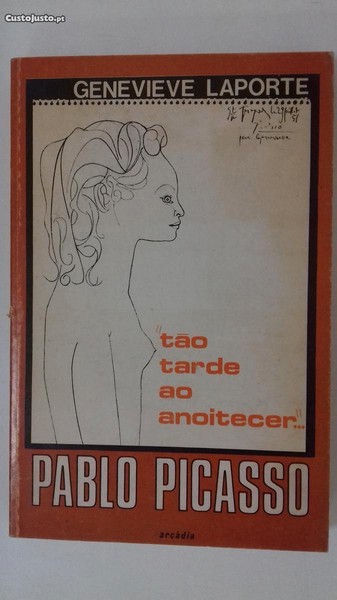 CustoJusto.pt
GENEVIEVE LAPORTE
"tão
tarde
ao
anoitecer..."
PABLO PICASSO
arcádia